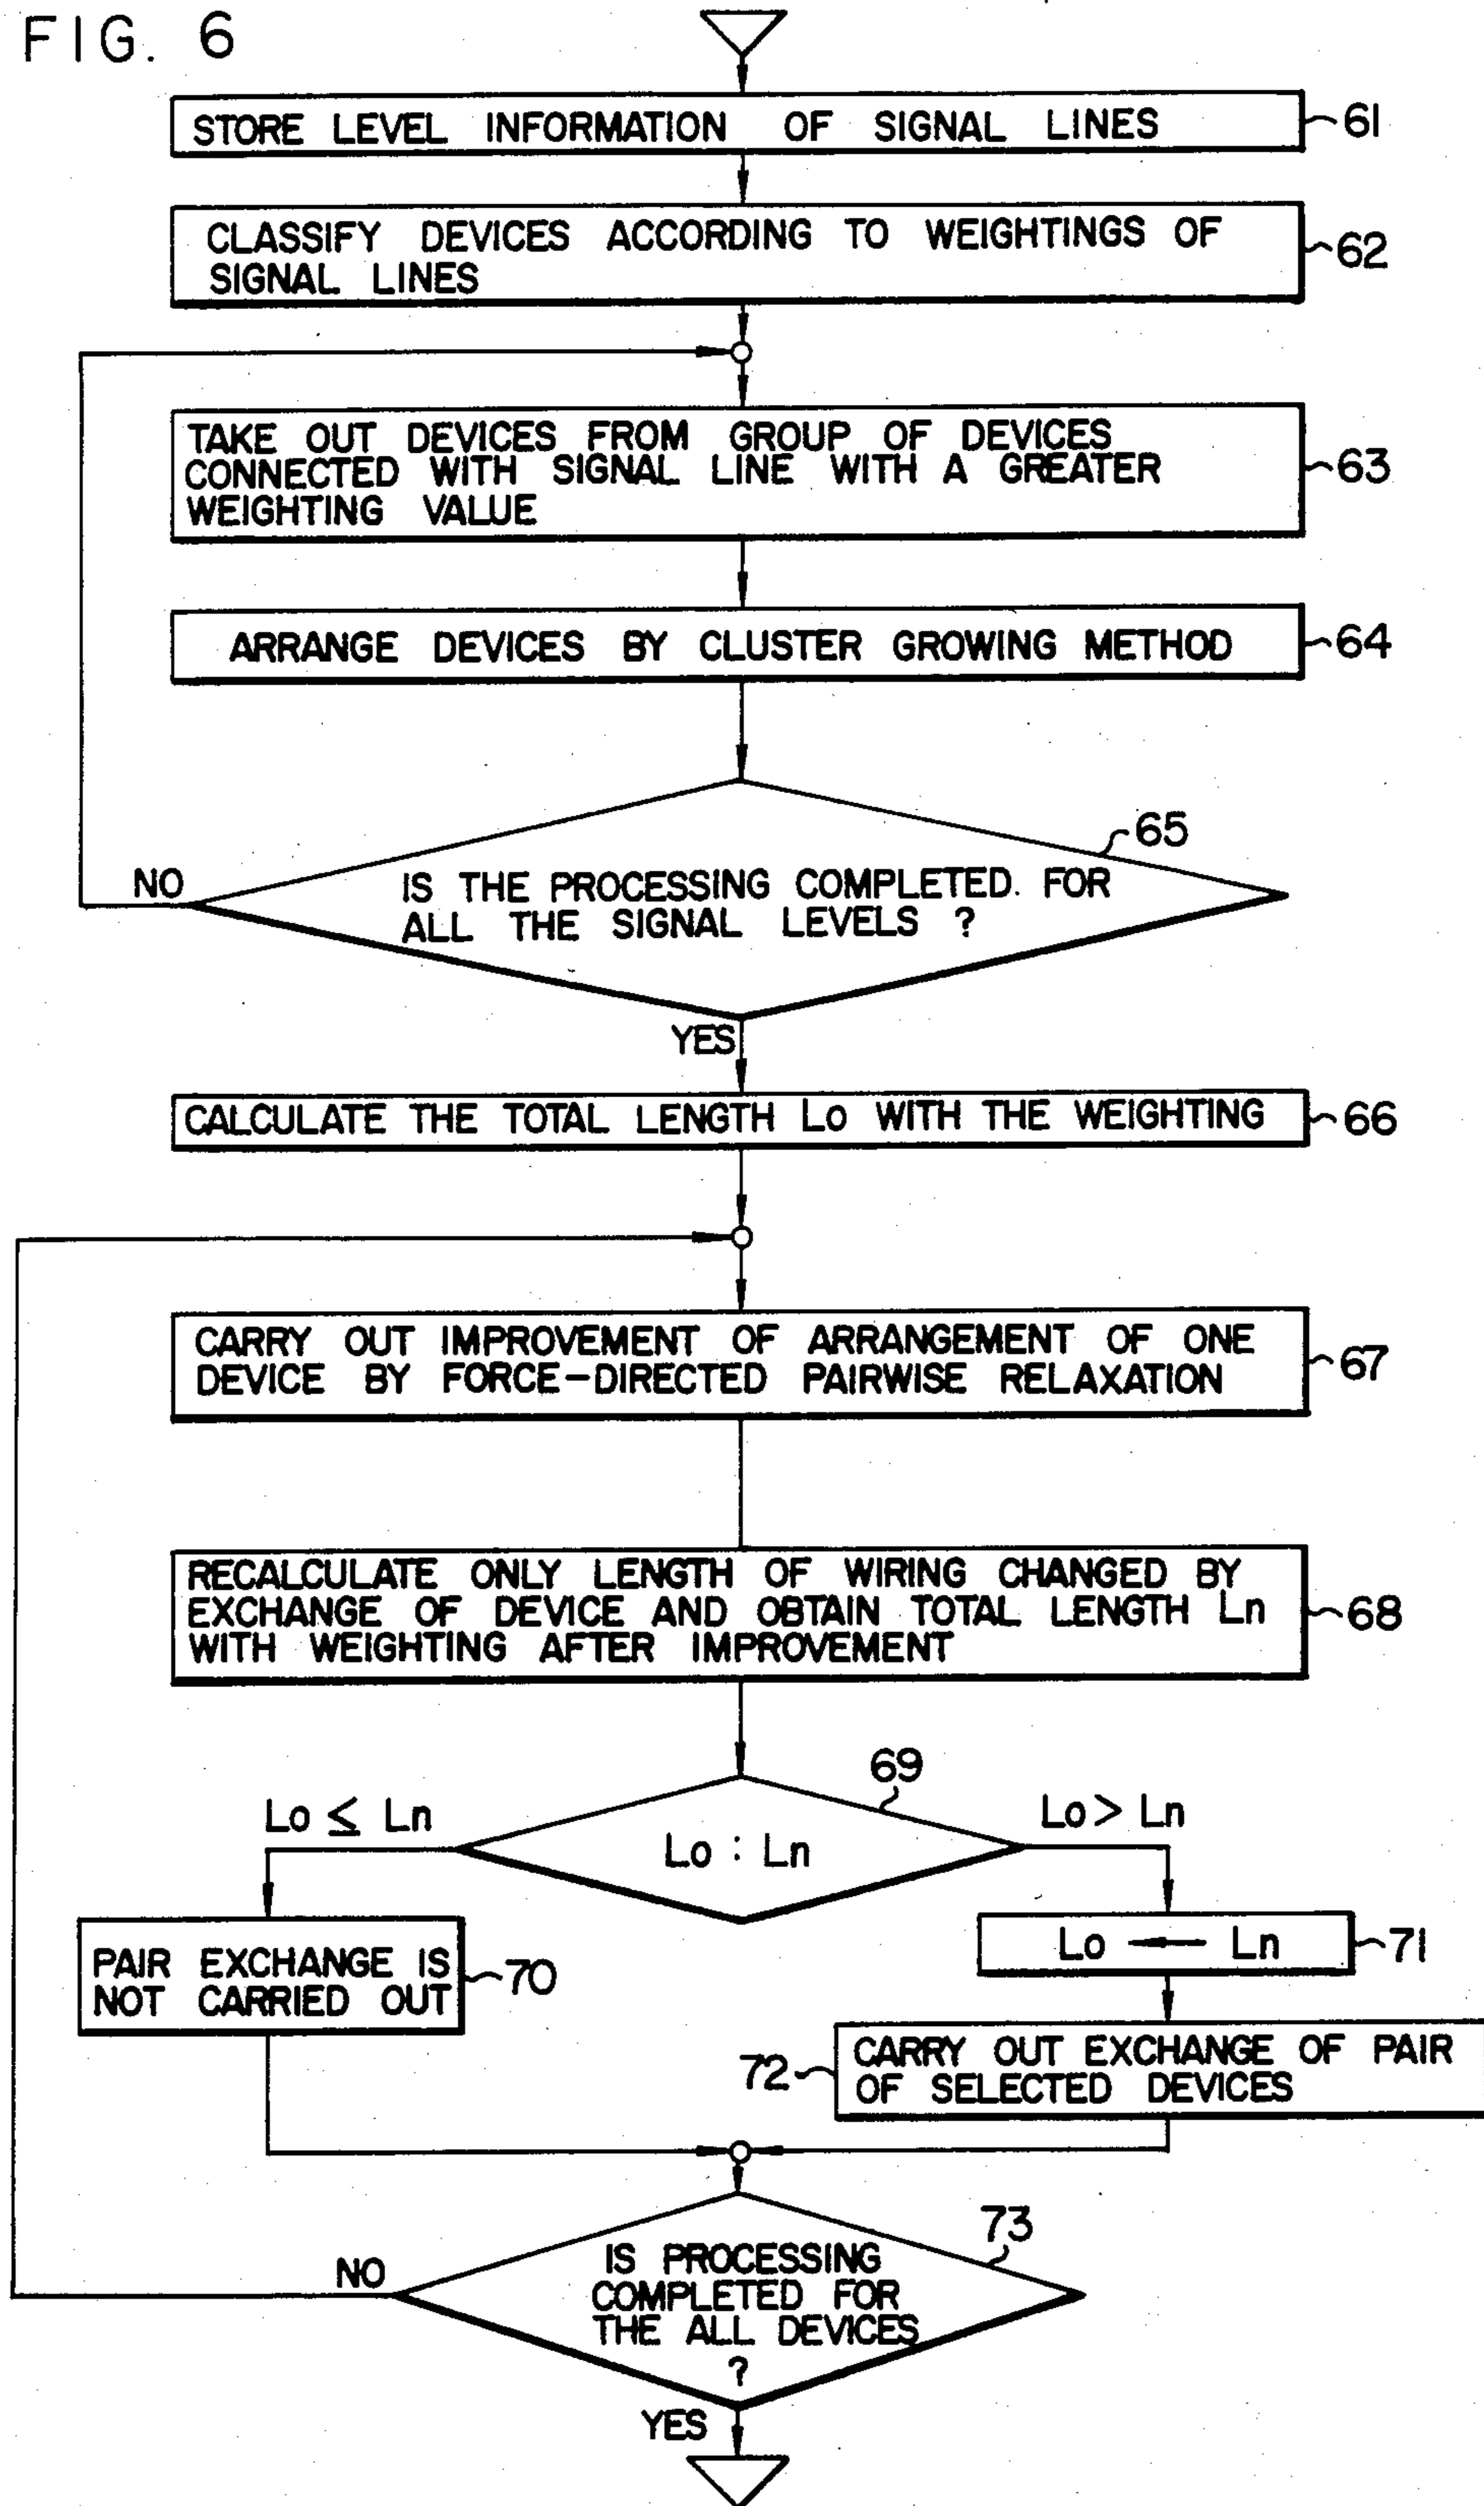 FIG. 6
STORE LEVEL INFORMATION OF SIGNAL LINES
61
CLASSIFY DEVICES ACCORDING TO WEIGHTINGS OF
SIGNAL LINES
62
TAKE OUT DEVICES FROM GROUP OF DEVICES
CONNECTED WITH SIGNAL LINE WITH A GREATER
WEIGHTING VALUE
63
ARRANGE DEVICES BY CLUSTER GROWING METHOD
64
65
NO
IS THE PROCESSING COMPLETED. FOR
ALL THE SIGNAL LEVELS ?
YES
CALCULATE THE TOTAL LENGTH Lo WITH THE WEIGHTING
66
CARRY OUT IMPROVEMENT OF ARRANGEMENT OF ONE
DEVICE BY FORCE-DIRECTED PAIRWISE RELAXATION
67
RECALCULATE ONLY LENGTH OF WIRING CHANGED BY
EXCHANGE OF DEVICE AND OBTAIN TOTAL LENGTH Ln
WITH WEIGHTING AFTER IMPROVEMENT
68
69
Lo ≤ Ln
Lo > Ln
Lo : Ln
PAIR EXCHANGE IS
NOT CARRIED OUT
70
Lo ← Ln
71
72
CARRY OUT EXCHANGE OF PAIR
OF SELECTED DEVICES
73
NO
IS PROCESSING
COMPLETED FOR
THE ALL DEVICES
?
YES